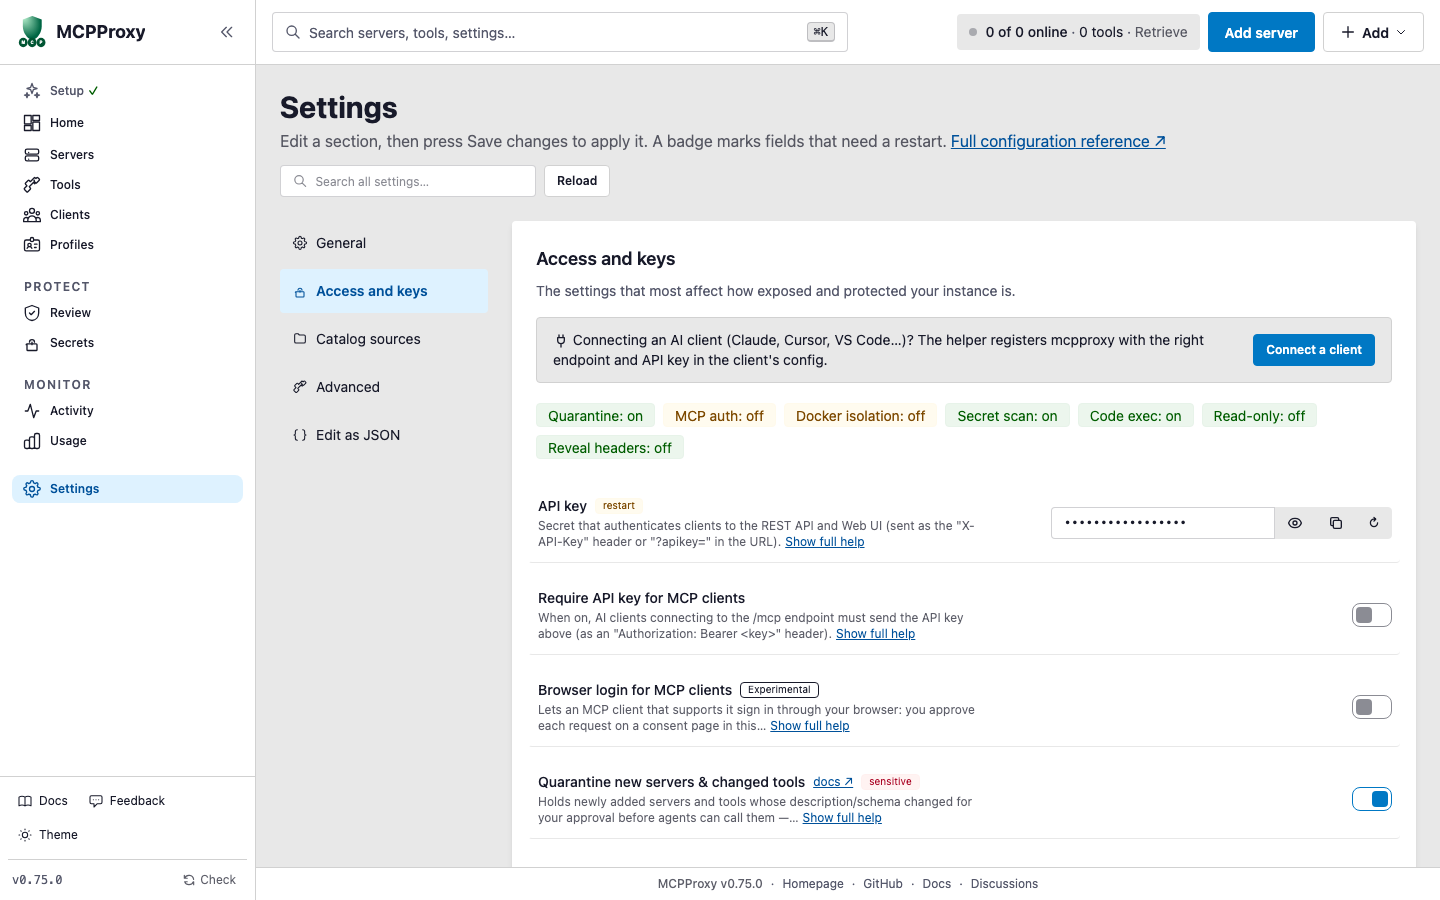 MCP
MCPProxy
Search servers, tools, settings...
⌘K
0 of 0 online · 0 tools · Retrieve
Add server
Add
Setup
Home
Servers
Tools
Clients
Profiles
PROTECT
Review
Secrets
MONITOR
Activity
Usage
Settings
Docs
Feedback
Theme
v0.75.0
Check
Settings
Edit a section, then press Save changes to apply it. A badge marks fields that need a restart. Full configuration reference ↗
Search all settings...
Reload
General
Access and keys
Catalog sources
Advanced
Edit as JSON
Access and keys
The settings that most affect how exposed and protected your instance is.
Connecting an AI client (Claude, Cursor, VS Code...)? The helper registers mcpproxy with the right
endpoint and API key in the client's config.
Connect a client
Quarantine: on
MCP auth: off
Docker isolation: off
Secret scan: on
Code exec: on
Read-only: off
Reveal headers: off
API key restart
Secret that authenticates clients to the REST API and Web UI (sent as the "X-
API-Key" header or "?apikey=" in the URL). Show full help
•••••••••••••••••
Require API key for MCP clients
When on, AI clients connecting to the /mcp endpoint must send the API key
above (as an "Authorization: Bearer <key>" header). Show full help
Browser login for MCP clients Experimental
Lets an MCP client that supports it sign in through your browser: you approve
each request on a consent page in this... Show full help
Quarantine new servers & changed tools docs ↗ sensitive
Holds newly added servers and tools whose description/schema changed for
your approval before agents can call them —... Show full help
MCPProxy v0.75.0 · Homepage · GitHub · Docs · Discussions